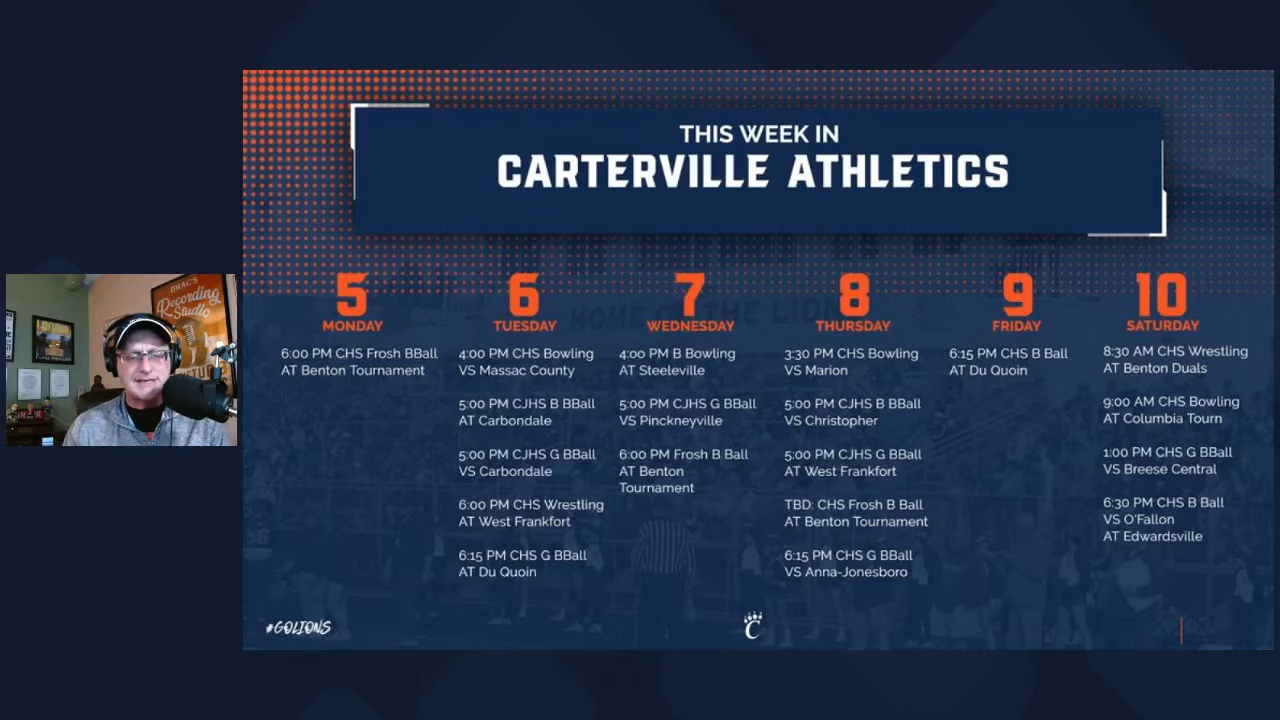 THIS WEEK IN
CARTERVILLE ATHLETICS
5
MONDAY
6:00 PM CHS Frosh BBall
AT Benton Tournament
6
TUESDAY
4:00 PM CHS Bowling
VS Massac County
5:00 PM CJHS B BBall
AT Carbondale
5:00 PM CJHS G BBall
VS Carbondale
6:00 PM CHS Wrestling
AT West Frankfort
6:15 PM CHS G BBall
AT Du Quoin
7
WEDNESDAY
4:00 PM B Bowling
AT Steeleville
5:00 PM CJHS G BBall
VS Pinckneyville
6:00 PM Frosh B Ball
AT Benton
Tournament
8
THURSDAY
3:30 PM CHS Bowling
VS Marion
5:00 PM CJHS B BBall
VS Christopher
5:00 PM CJHS G BBall
AT West Frankfort
TBD: CHS Frosh B Ball
AT Benton Tournament
6:15 PM CHS G BBall
VS Anna-Jonesboro
9
FRIDAY
6:15 PM CHS B Ball
AT Du Quoin
10
SATURDAY
8:30 AM CHS Wrestling
AT Benton Duals
9:00 AM CHS Bowling
AT Columbia Tourn
1:00 PM CHS G BBall
VS Breese Central
6:30 PM CHS B Ball
VS O'Fallon
AT Edwardsville
HOME OF THE LION
#GOLIONS
C
DMAC'S
Recording
Studio